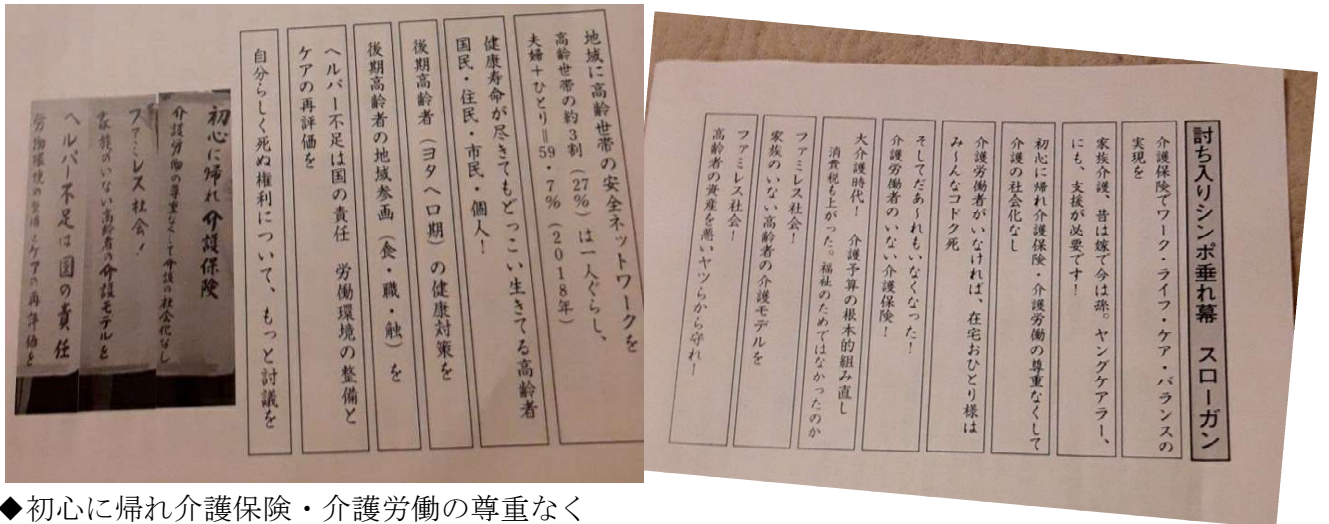 討ち入りシンポ垂れ幕　スローガン
介護保険でワーク・ライフ・ケア・バランスの
実現を
家族介護、昔は嫁で今は孫。ヤングケアラー、
にも、支援が必要です！
初心に帰れ介護保険・介護労働の尊重なくして
介護の社会化なし
介護労働者がいなければ、在宅おひとり様は
み～んなコドク死
そしてだあ～れもいなくなった！
介護労働者のいない介護保険！
大介護時代！　介護予算の根本的組み直し
消費税も上がった。福祉のためではなかったのか
ファミレス社会！
家族のいない高齢者の介護モデルを
ファミレス社会！
高齢者の資産を悪いヤツらから守れ！
地域に高齢世帯の安全ネットワークを
高齢世帯の約3割（27％）は一人ぐらし、
夫婦＋ひとり＝59・7％（2018年）
健康寿命が尽きてもどっこい生きてる高齢者
国民・住民・市民・個人！
後期高齢者（ヨタヘロ期）の健康対策を
後期高齢者の地域参画（食・職・触）を
ヘルパー不足は国の責任　労働環境の整備と
ケアの再評価を
自分らしく死ぬ権利について、もっと討議を
初心に帰れ介護保険
介護労働の尊重なくして介護の社会化なし
ファミレス社会！
家族のいない高齢者の介護モデルを
ヘルパー不足は国の責任
労働環境の整備とケアの再評価を
◆初心に帰れ介護保険・介護労働の尊重なく